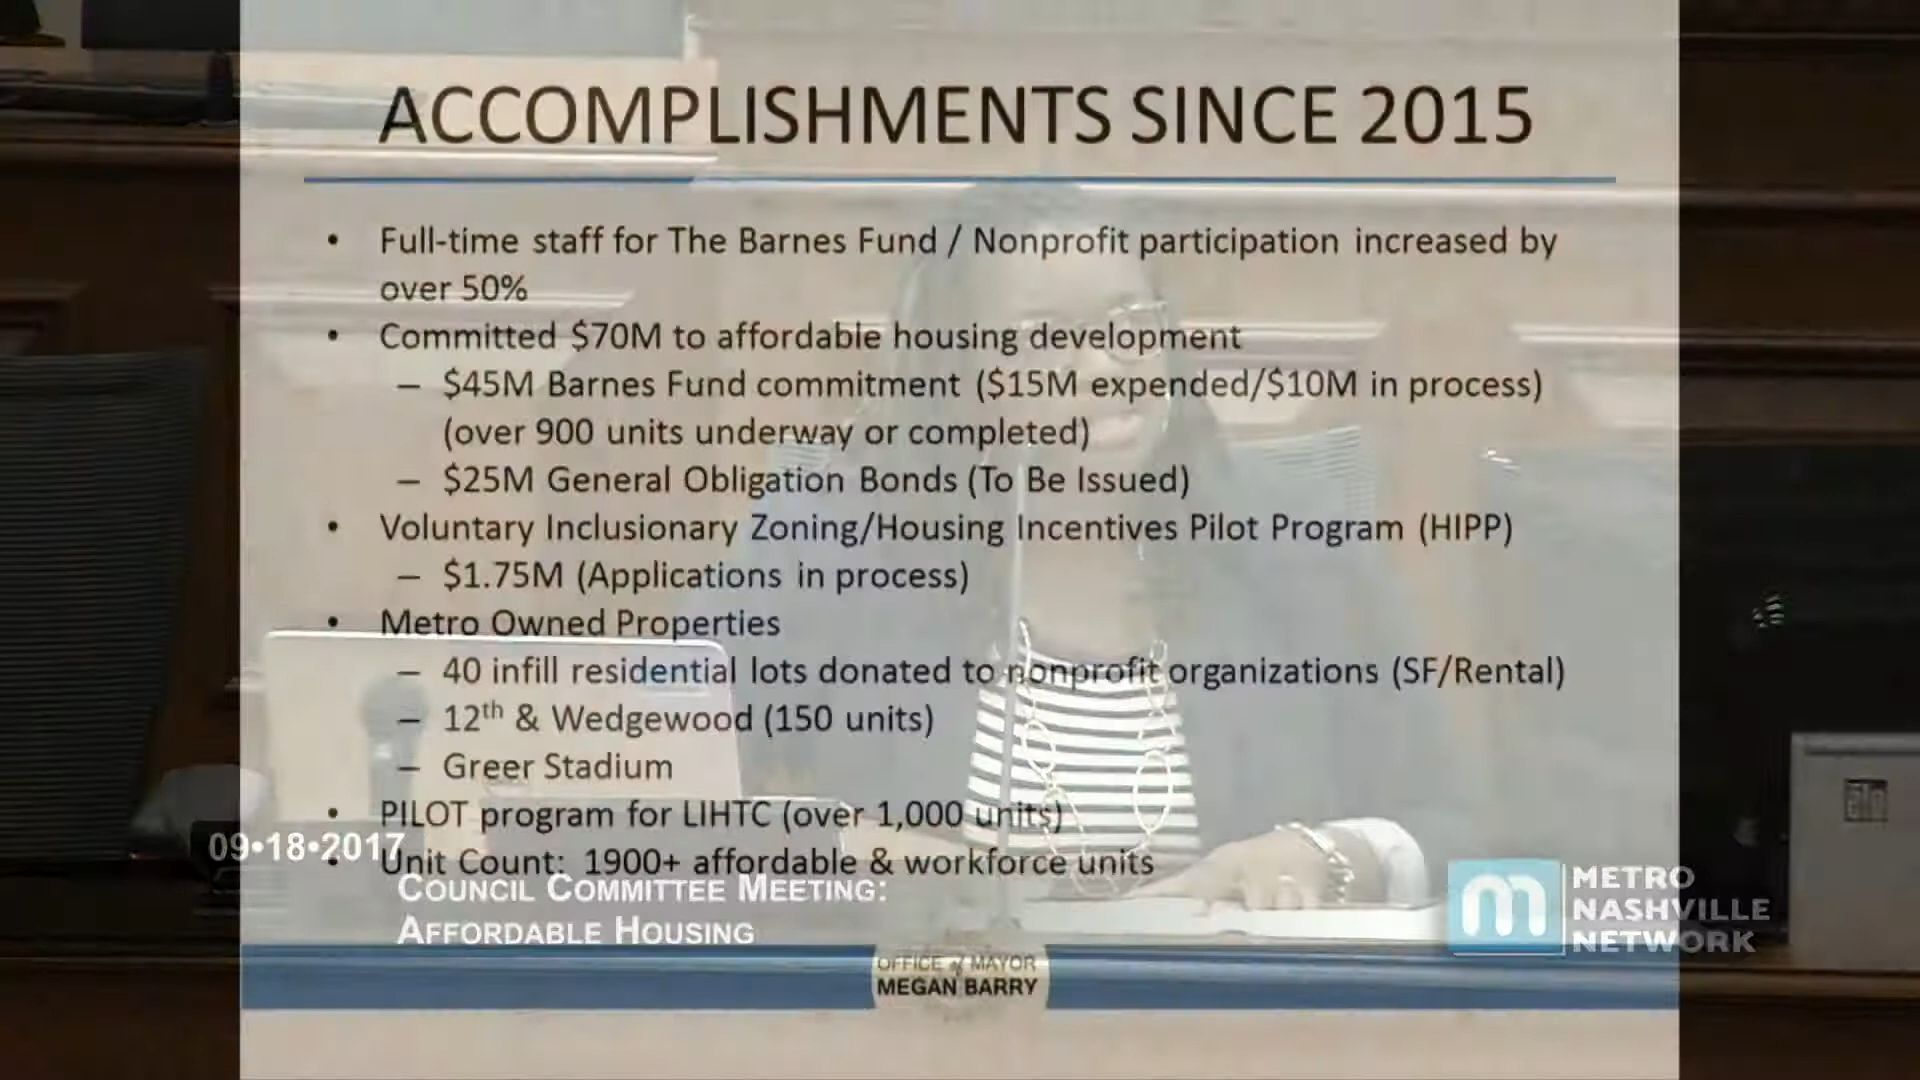 ACCOMPLISHMENTS SINCE 2015
• Full-time staff for The Barnes Fund / Nonprofit participation increased by
over 50%
• Committed $70M to affordable housing development
– $45M Barnes Fund commitment ($15M expended/$10M in process)
(over 900 units underway or completed)
– $25M General Obligation Bonds (To Be Issued)
• Voluntary Inclusionary Zoning/Housing Incentives Pilot Program (HIPP)
– $1.75M (Applications in process)
• Metro Owned Properties
– 40 infill residential lots donated to nonprofit organizations (SF/Rental)
– 12th & Wedgewood (150 units)
– Greer Stadium
• PILOT program for LIHTC (over 1,000 units)
• Unit Count: 1900+ affordable & workforce units
09•18•2017
COUNCIL COMMITTEE MEETING:
AFFORDABLE HOUSING
m METRO
NASHVILLE
NETWORK
OFFICE of MAYOR
MEGAN BARRY